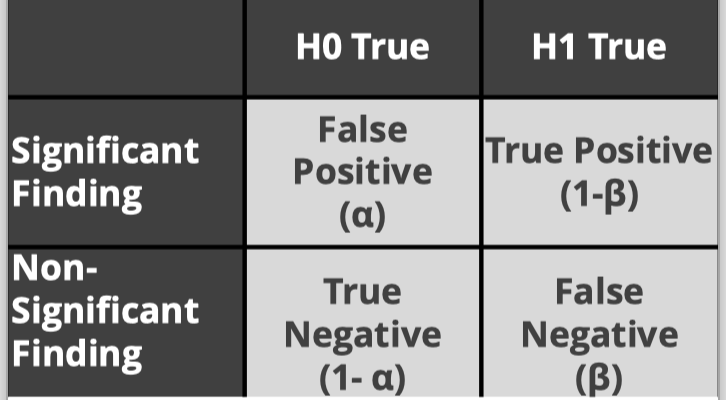 H0 True
H1 True
Significant
Finding
False
Positive
(α)
True Positive
(1-β)
Non-
Significant
Finding
True
Negative
(1- α)
False
Negative
(β)